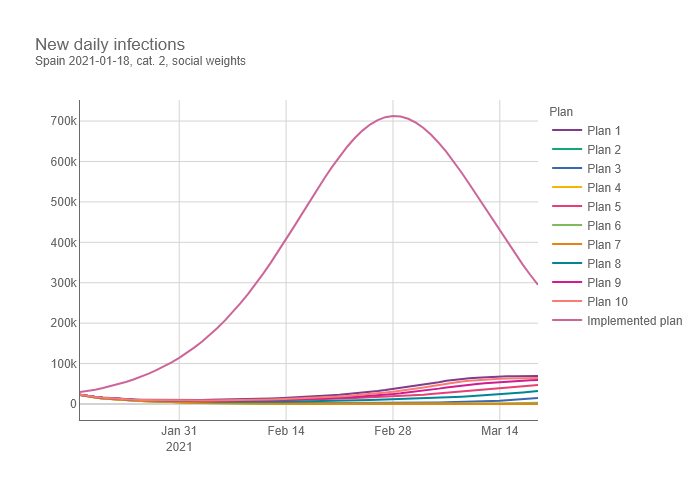 New daily infections
Spain 2021-01-18, cat. 2, social weights
700k
600k
500k
400k
300k
200k
100k
0
Jan 31
2021
Feb 14
Feb 28
Mar 14
Plan
Plan 1
Plan 2
Plan 3
Plan 4
Plan 5
Plan 6
Plan 7
Plan 8
Plan 9
Plan 10
Implemented plan